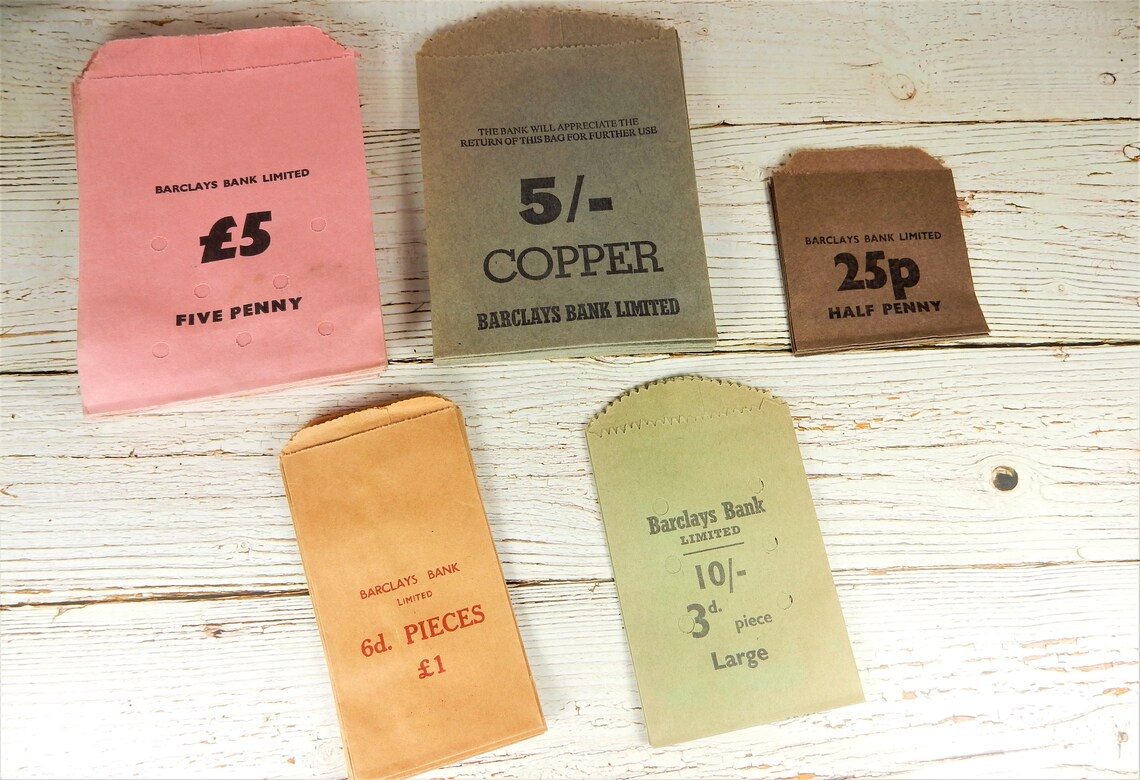 BARCLAYS BANK LIMITED
£5
FIVE PENNY
THE BANK WILL APPRECIATE THE
RETURN OF THIS BAG FOR FURTHER USE
5/-
COPPER
BARCLAYS BANK LIMITED
BARCLAYS BANK LIMITED
25p
HALF PENNY
BARCLAYS BANK
LIMITED
6d. PIECES
£1
Barclays Bank
LIMITED
10/-
3d. piece
Large